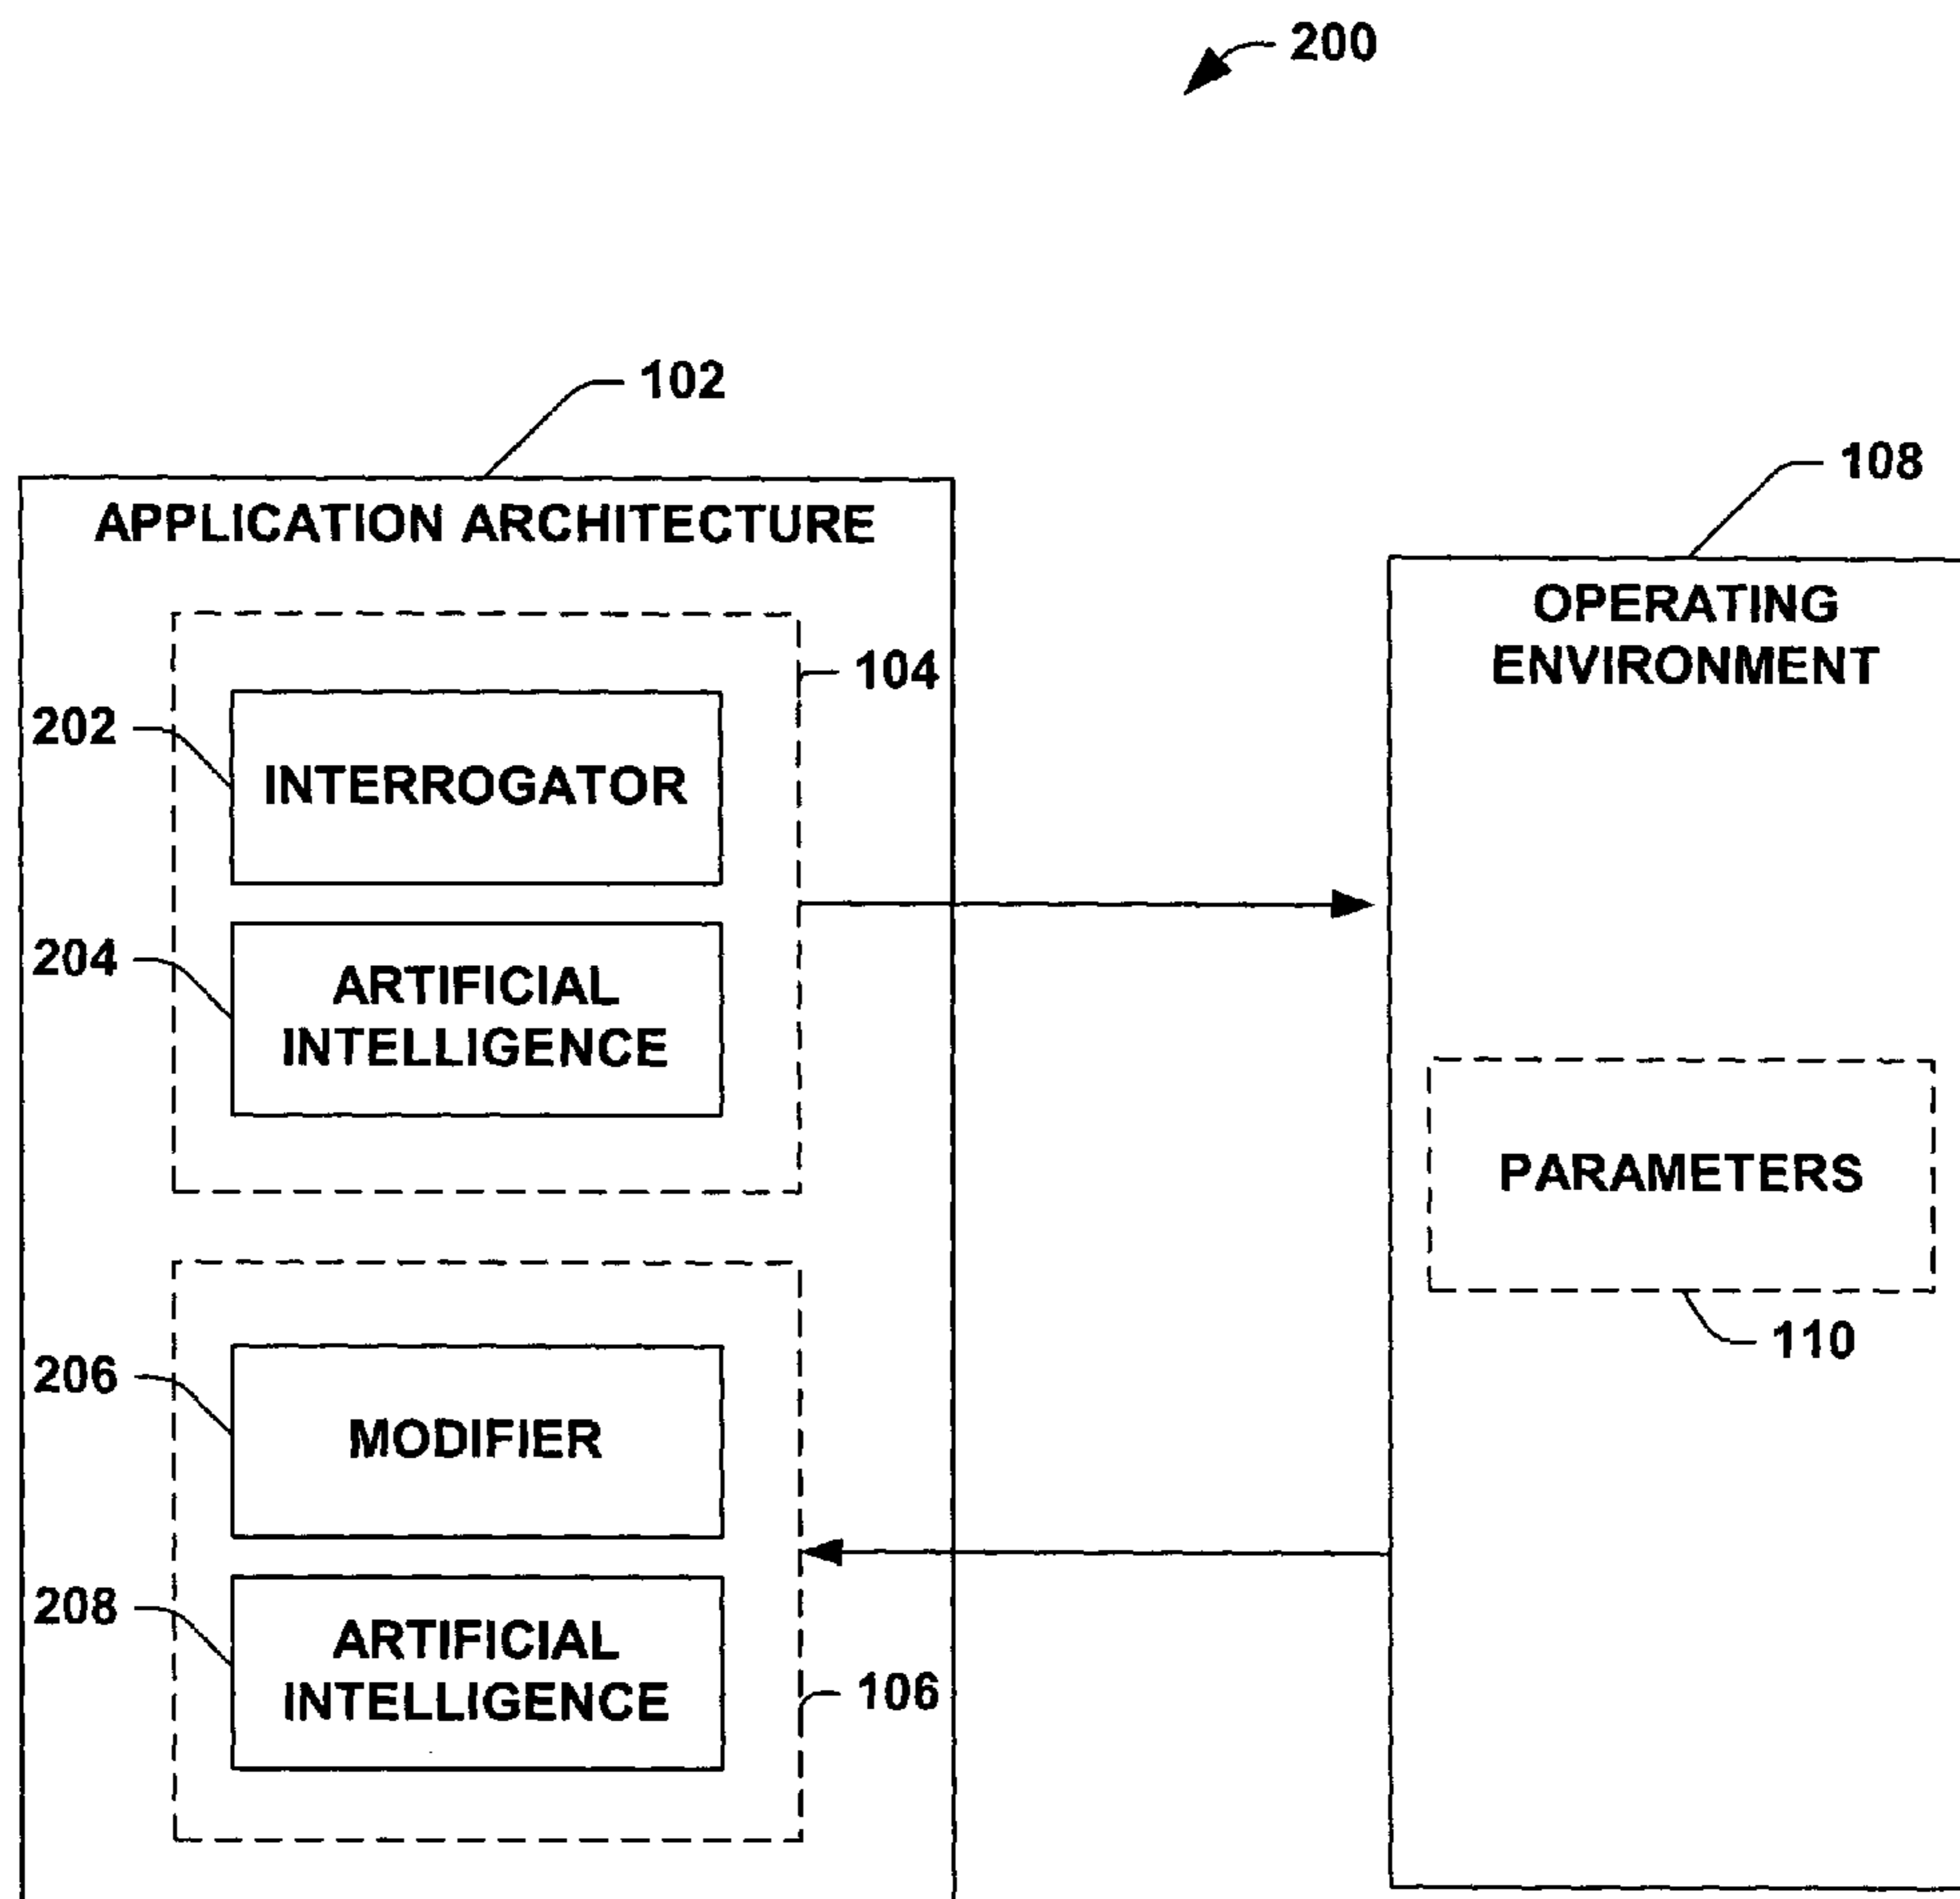 200
102
108
APPLICATION ARCHITECTURE
OPERATING
ENVIRONMENT
104
202
INTERROGATOR
204
ARTIFICIAL
INTELLIGENCE
PARAMETERS
110
206
MODIFIER
208
ARTIFICIAL
INTELLIGENCE
106